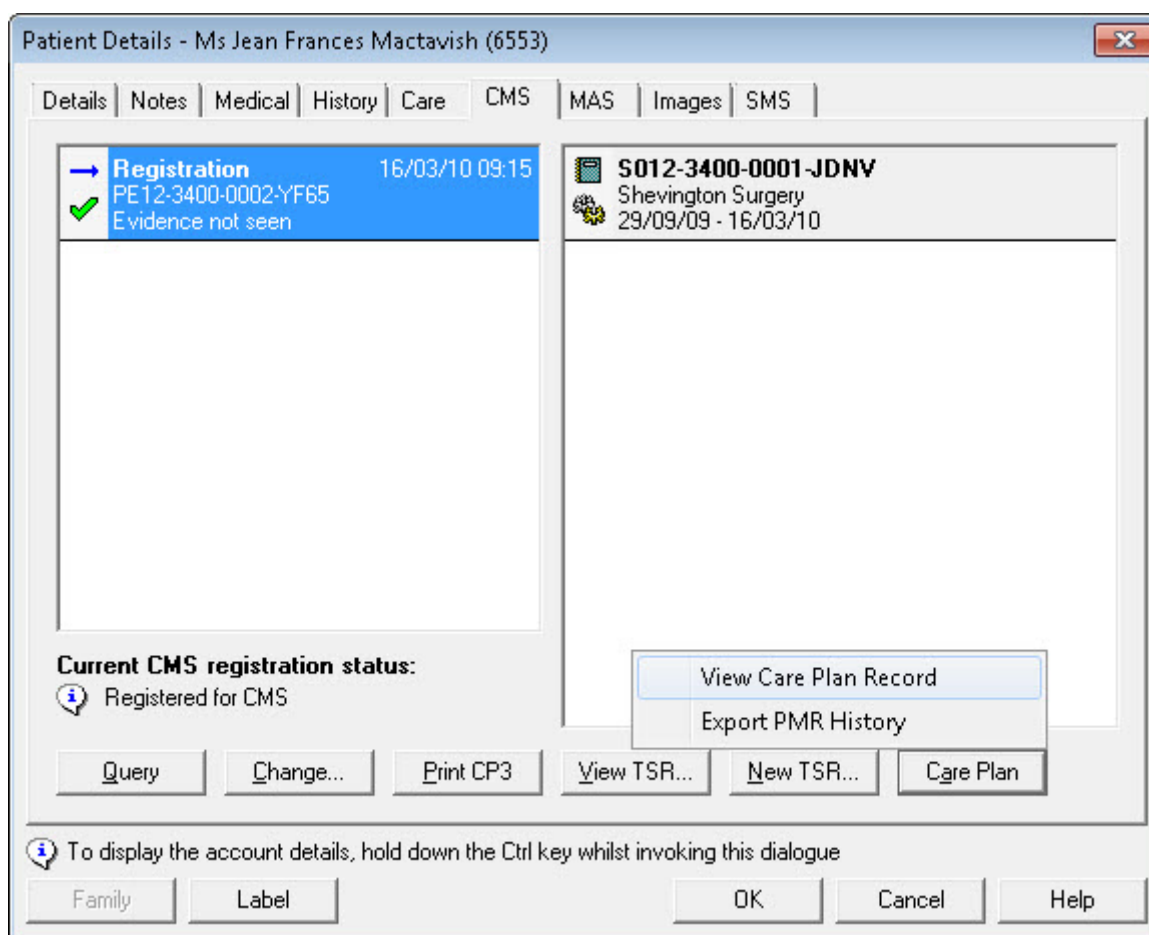 Patient Details - Ms Jean Frances Mactavish (6553)
Details Notes Medical History Care CMS MAS Images SMS
Registration 16/03/10 09:15
PE12-3400-0002-YF65
Evidence not seen
S012-3400-0001-JDNV
Shevington Surgery
29/09/09 - 16/03/10
Current CMS registration status:
Registered for CMS
View Care Plan Record
Export PMR History
Query Change... Print CP3 View TSR... New TSR... Care Plan
To display the account details, hold down the Ctrl key whilst invoking this dialogue
Family Label OK Cancel Help